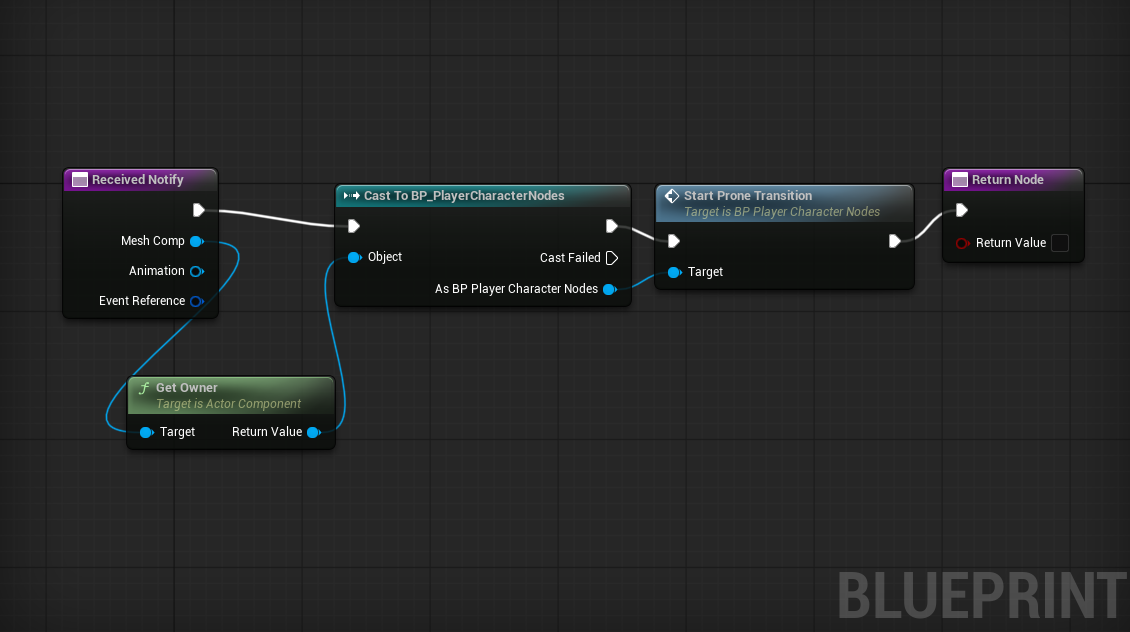 Received Notify
Mesh Comp
Animation
Event Reference
Cast To BP_PlayerCharacterNodes
Object
Cast Failed
As BP Player Character Nodes
Start Prone Transition
Target is BP Player Character Nodes
Target
Return Node
Return Value
f Get Owner
Target is Actor Component
Target Return Value
BLUEPRINT